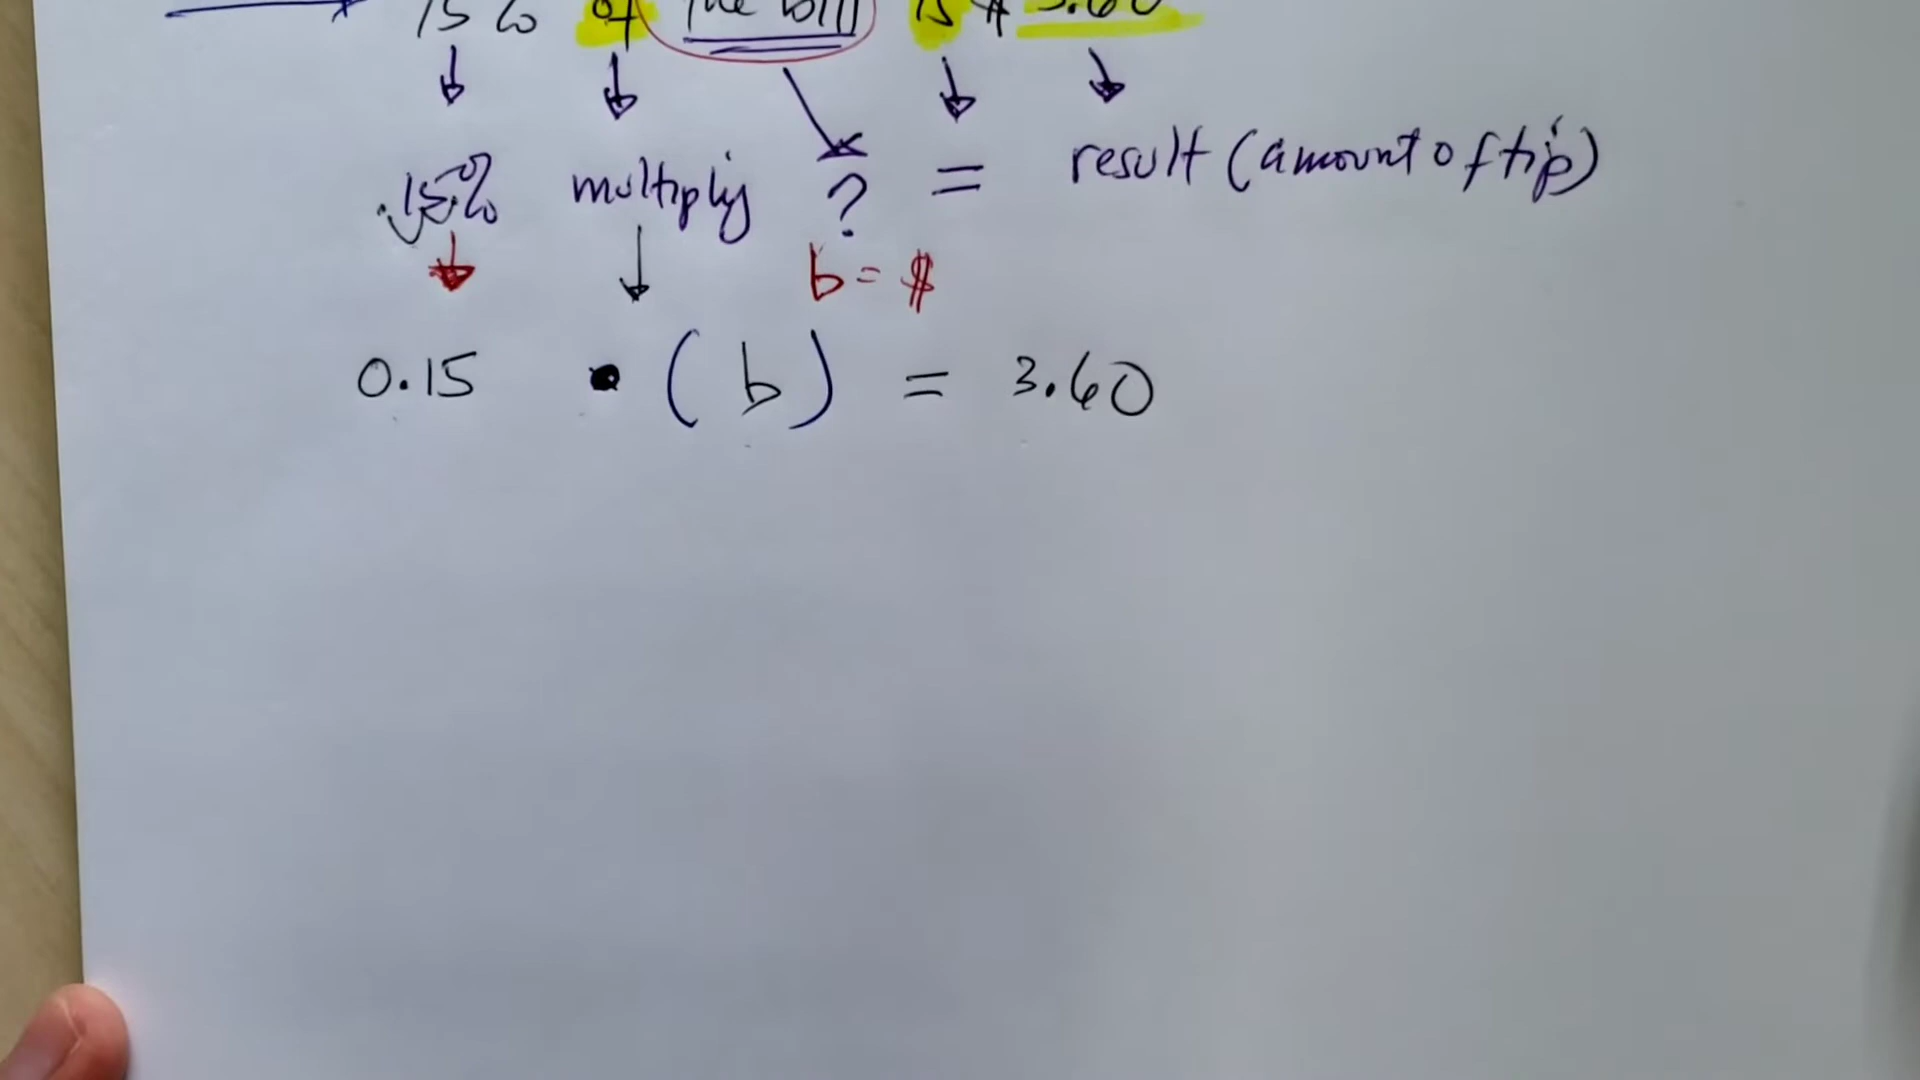 15% of the bill is $3.60
.15% multiply ? = result (amount of tip)
b = $
0.15 • (b) = 3.60